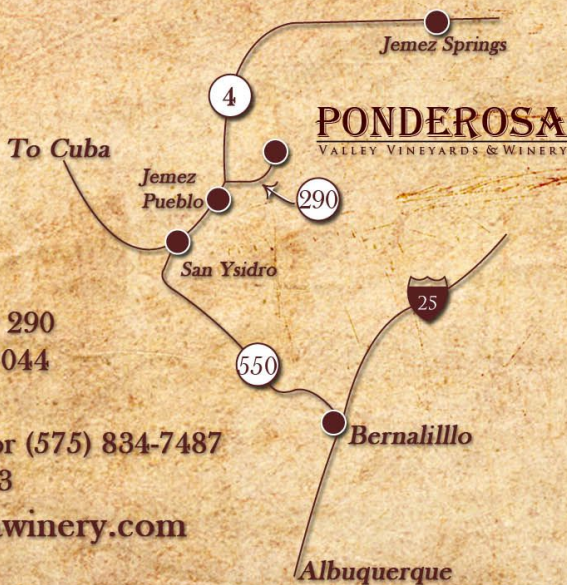 Jemez Springs
4
PONDEROSA
VALLEY VINEYARDS & WINERY
To Cuba
Jemez
Pueblo
290
San Ysidro
25
290
044
550
or (575) 834-7487
3
Bernalilllo
winery.com
Albuquerque